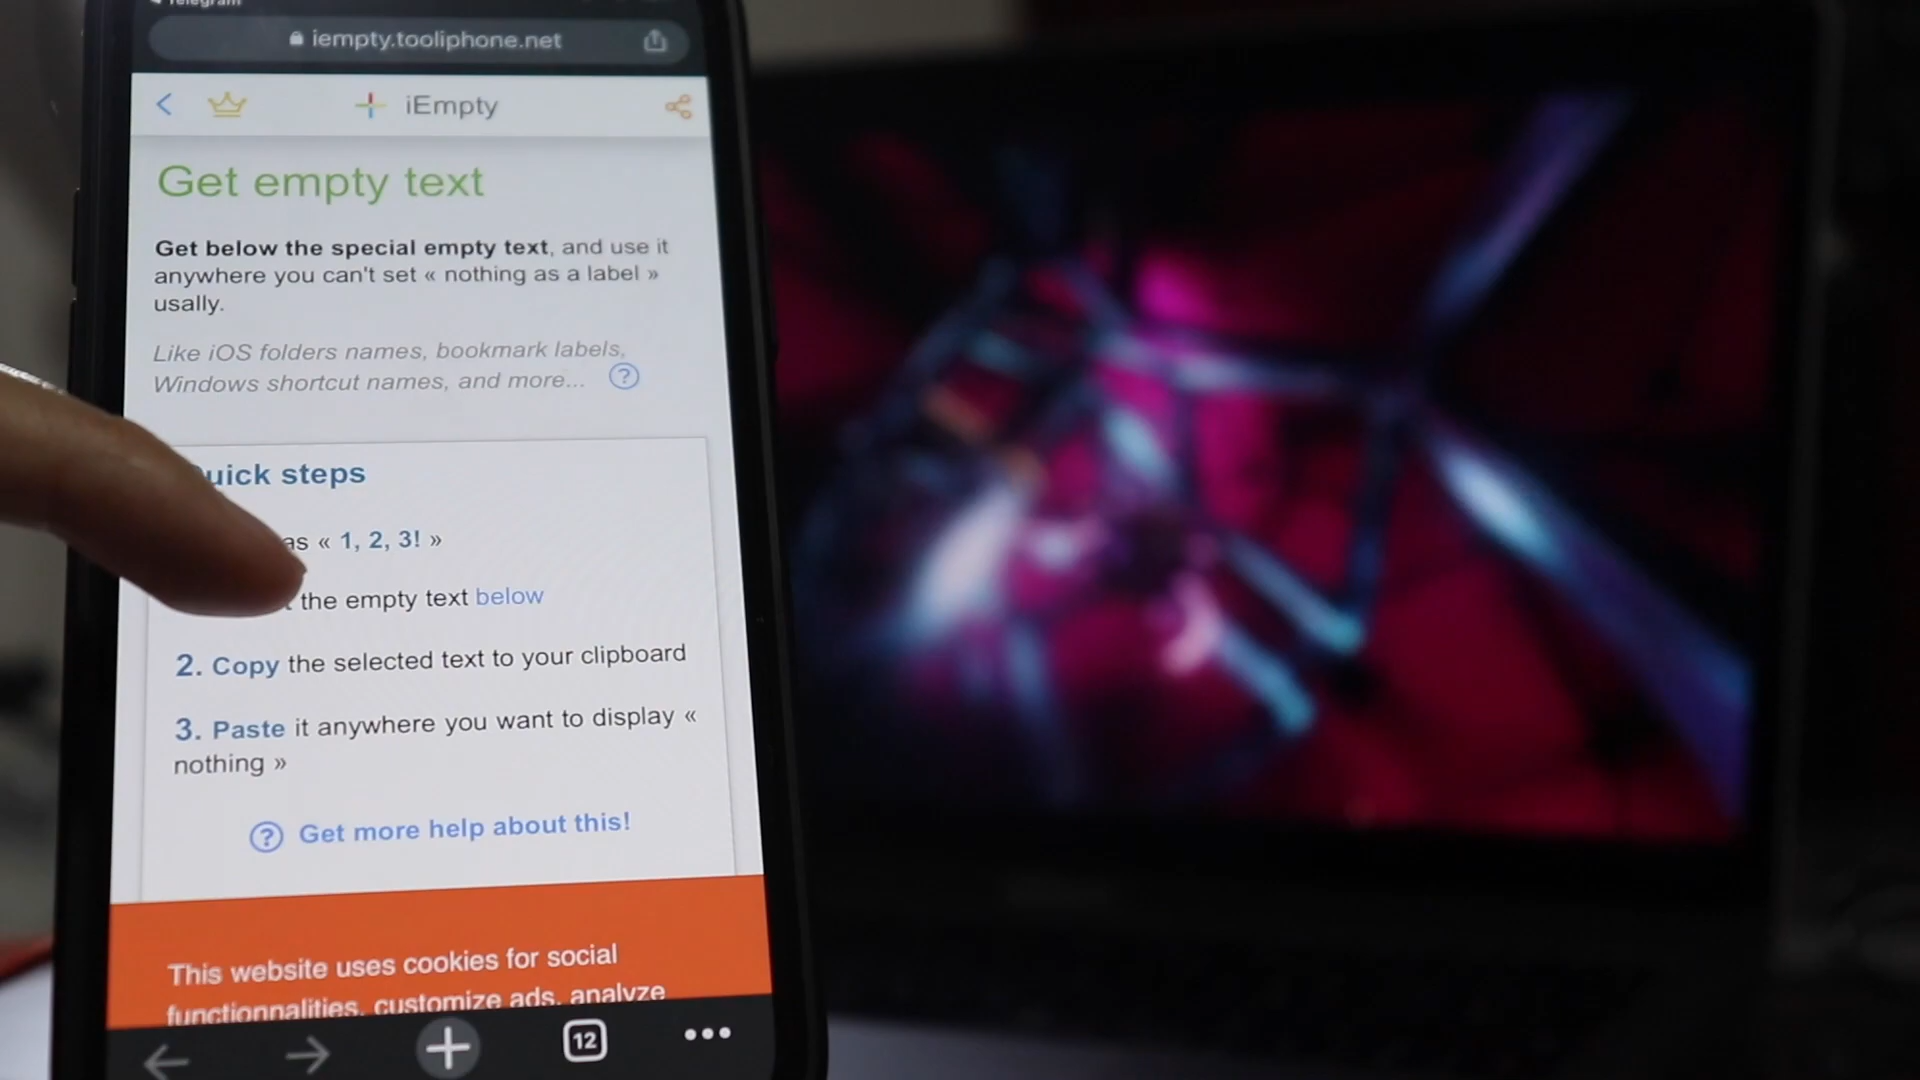 Telegram
iempty.tooliphone.net
iEmpty
Get empty text
Get below the special empty text, and use it
anywhere you can't set « nothing as a label »
usally.
Like iOS folders names, bookmark labels,
Windows shortcut names, and more... ?
uick steps
as « 1, 2, 3! »
the empty text below
2. Copy the selected text to your clipboard
3. Paste it anywhere you want to display «
nothing »
? Get more help about this!
This website uses cookies for social
functionnalities, customize ads, analyze
12